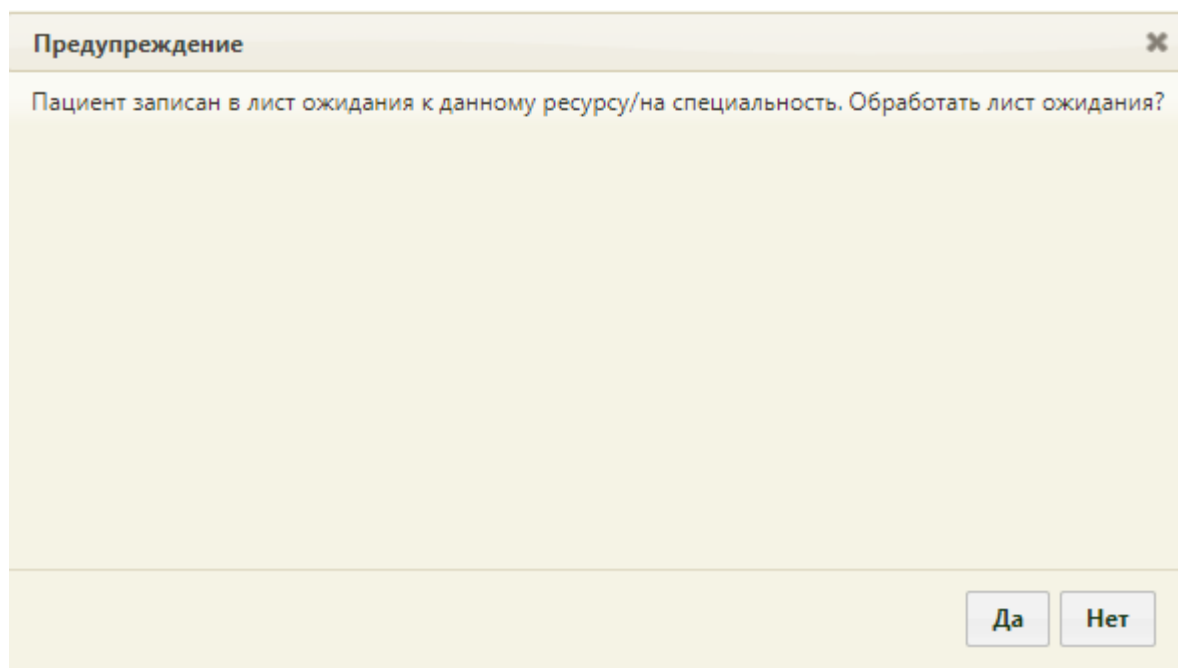 Предупреждение
Пациент записан в лист ожидания к данному ресурсу/на специальность. Обработать лист ожидания?
Да Нет